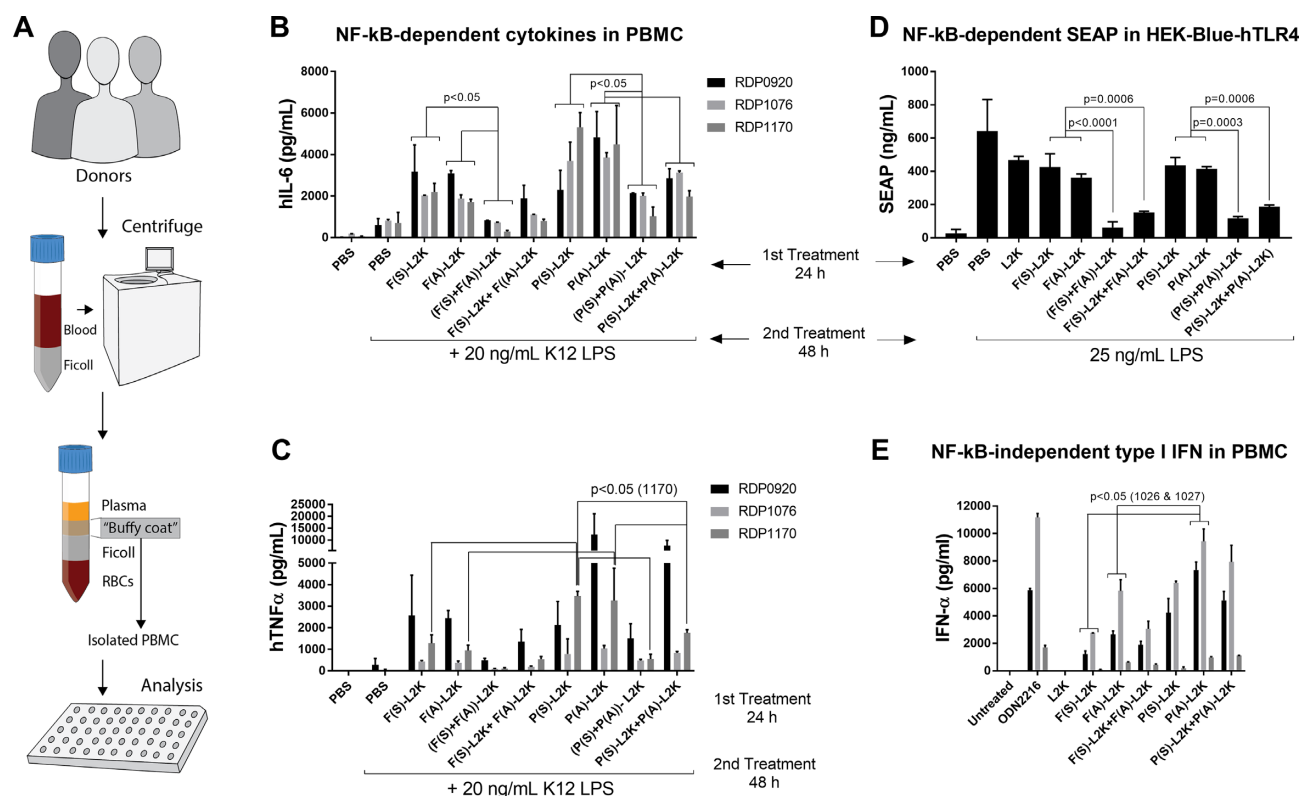 A
Donors
Centrifuge
Blood
Ficoll
Plasma
"Buffy coat"
Ficoll
RBCs
Isolated PBMC
Analysis
B
NF-kB-dependent cytokines in PBMC
hIL-6 (pg/mL)
8000
6000
4000
2000
0
p<0.05
p<0.05
RDP0920
RDP1076
RDP1170
PBS
PBS
F(S)-L2K
F(A)-L2K
(F(S)+F(A))-L2K
F(S)-L2K+ F((A)-L2K
P(S)-L2K
P(A)-L2K
(P(S)+P(A))- L2K
P(S)-L2K+P(A)-L2K
+ 20 ng/mL K12 LPS
1st Treatment
24 h
2nd Treatment
48 h
D
NF-kB-dependent SEAP in HEK-Blue-hTLR4
SEAP (ng/mL)
1000
800
600
400
200
0
p=0.0006
p<0.0001
p=0.0006
p=0.0003
PBS
PBS
L2K
F(S)-L2K
F(A)-L2K
(F(S)+F(A)-L2K
F(S)-L2K+F(A)-L2K
P(S)-L2K
P(A)-L2K
(P(S)+P(A)-L2K
P(S)-L2K+P(A)-L2K)
25 ng/mL LPS
C
hTNFα (pg/mL)
25000
20000
15000
10000
5000
4000
3000
2000
1000
0
p<0.05 (1170)
RDP0920
RDP1076
RDP1170
PBS
PBS
F(S)-L2K
F(A)-L2K
(F(S)+F(A))-L2K
F(S)-L2K+ F(A)-L2K
P(S)-L2K
P(A)-L2K
(P(S)+P(A))- L2K
P(S)-L2K+P(A)-L2K
+ 20 ng/mL K12 LPS
1st Treatment
24 h
2nd Treatment
48 h
E
NF-kB-independent type I IFN in PBMC
IFN-α (pg/ml)
12000
10000
8000
6000
4000
2000
0
p<0.05 (1026 & 1027)
Untreated
ODN2216
L2K
F(S)-L2K
F(A)-L2K
F(S)-L2K+F(A)-L2K
P(S)-L2K
P(A)-L2K
P(S)-L2K+P(A)-L2K